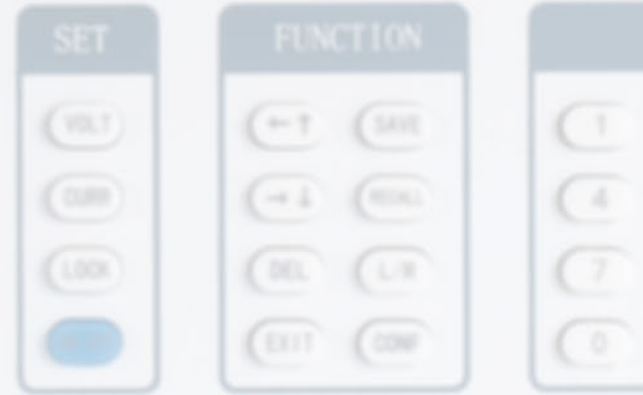 SET
VOLT
CURR
LOCK
FUNCTION
←↑ SAVE
→↓ RECALL
DEL L/R
EXIT CONF
1
4
7
0